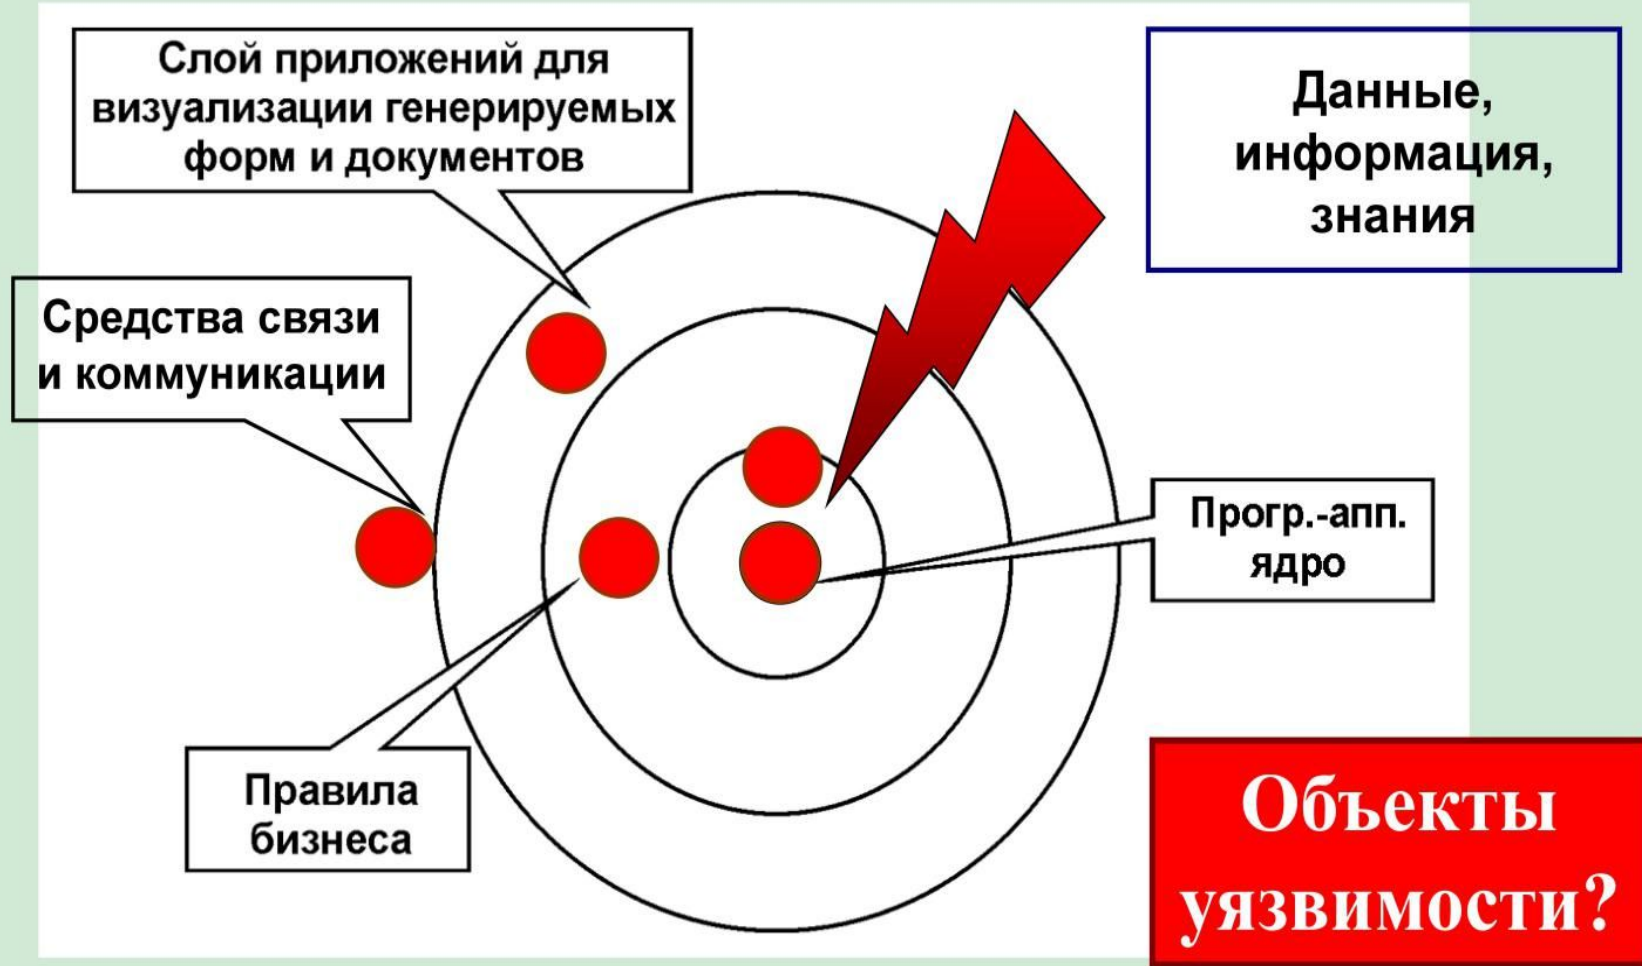 Слой приложений для
визуализации генерируемых
форм и документов
Данные,
информация,
знания
Средства связи
и коммуникации
Прогр.-апп.
ядро
Правила
бизнеса
Объекты
уязвимости?